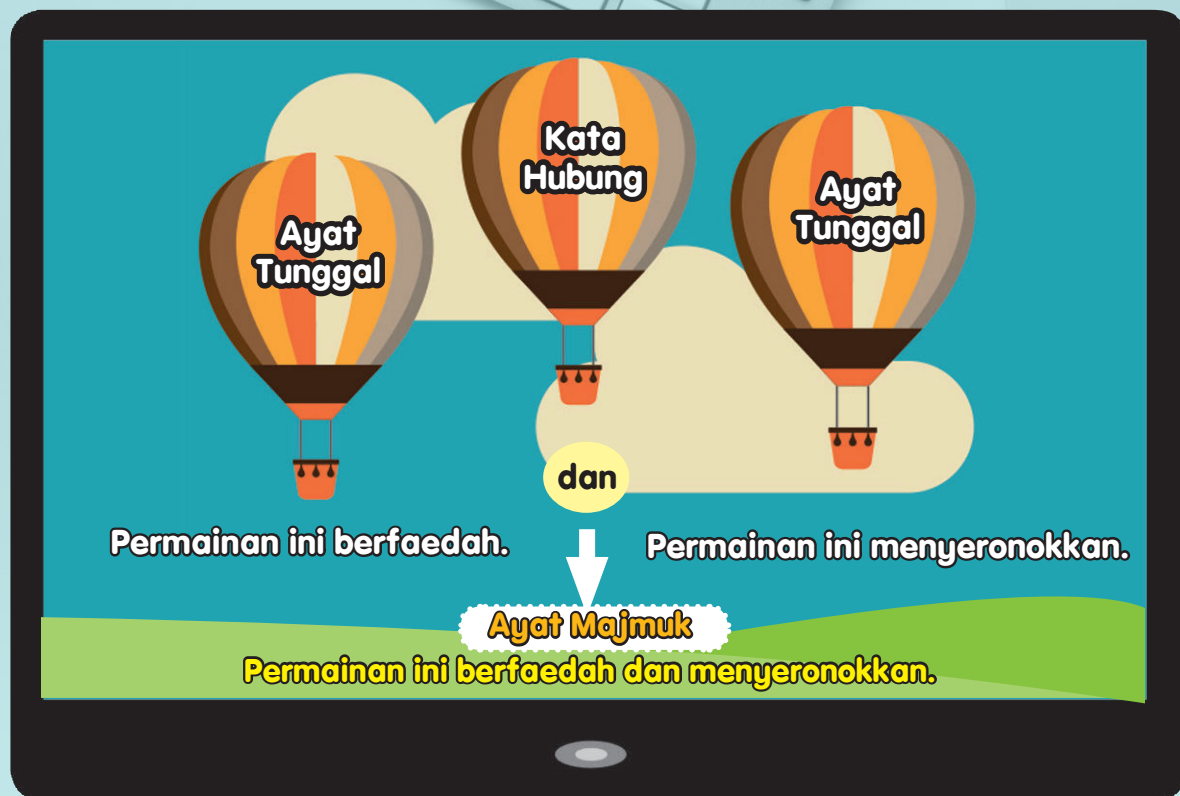 Ayat
Tunggal
Kata
Hubung
Ayat
Tunggal
dan
Permainan ini berfaedah.
Permainan ini menyeronokkan.
Ayat Majmuk
Permainan ini berfaedah dan menyeronokkan.